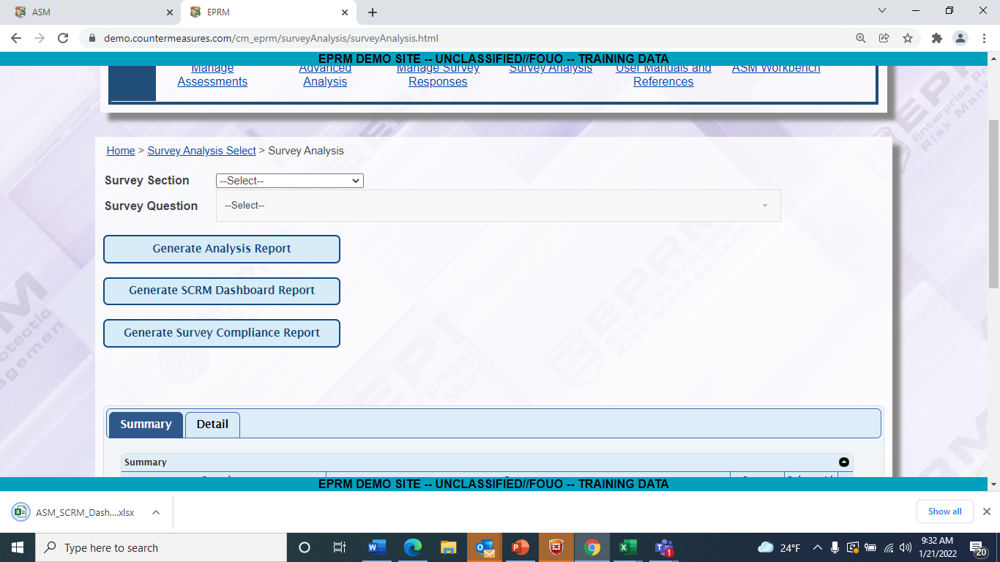 ASM
EPRM
demo.countermeasures.com/cm_eprm/surveyAnalysis/surveyAnalysis.html
EPRM DEMO SITE -- UNCLASSIFIED//FOUO -- TRAINING DATA
Manage Assessments
Advanced Analysis
Manage Survey Responses
Survey Analysis
User Manuals and References
ASM Workbench
Home > Survey Analysis Select > Survey Analysis
Survey Section --Select--
Survey Question --Select--
Generate Analysis Report
Generate SCRM Dashboard Report
Generate Survey Compliance Report
Summary Detail
Summary
EPRM DEMO SITE -- UNCLASSIFIED//FOUO -- TRAINING DATA
ASM_SCRM_Dash....xlsx
Show all
Type here to search
24°F
9:32 AM
1/21/2022
1
20